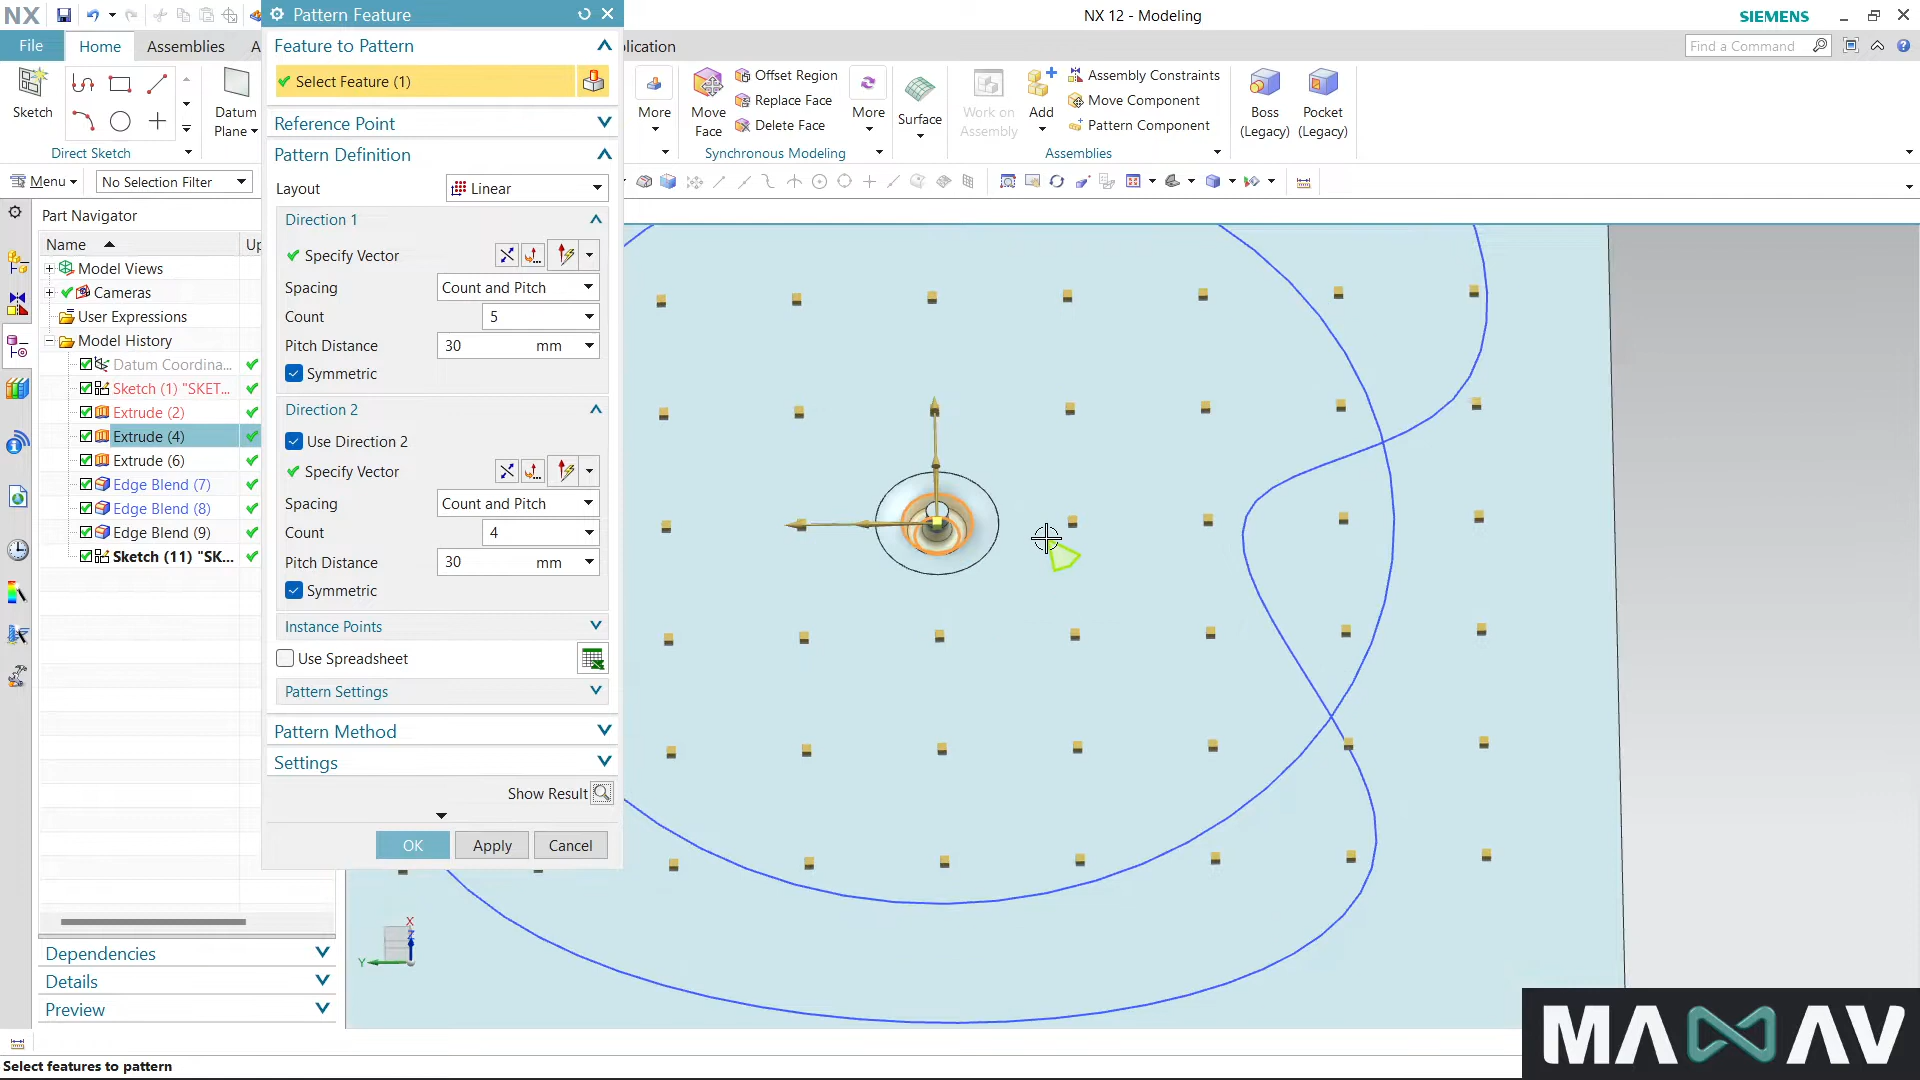 NX
Pattern Feature
NX 12 - Modeling
SIEMENS
File
Home
Assemblies
A
Feature to Pattern
lication
Find a Command
Select Feature (1)
Sketch
Datum
Plane
Direct Sketch
More
Move
Face
Offset Region
Replace Face
Delete Face
More
Synchronous Modeling
Surface
Work on
Assembly
Add
Assembly Constraints
Move Component
Pattern Component
Assemblies
Boss
(Legacy)
Pocket
(Legacy)
Reference Point
Pattern Definition
Menu
No Selection Filter
Layout
Linear
Part Navigator
Direction 1
Name
Up
Specify Vector
Model Views
Spacing
Count and Pitch
Cameras
Count
5
User Expressions
Pitch Distance
30
mm
Model History
Symmetric
Datum Coordina...
Sketch (1) "SKET...
Direction 2
Extrude (2)
Use Direction 2
Extrude (4)
Specify Vector
Extrude (6)
Edge Blend (7)
Spacing
Count and Pitch
Edge Blend (8)
Count
4
Edge Blend (9)
Pitch Distance
30
mm
Sketch (11) "SK...
Symmetric
Instance Points
Use Spreadsheet
Pattern Settings
Pattern Method
Settings
Show Result
OK
Apply
Cancel
X
Z
Y
Dependencies
Details
Preview
Select features to pattern
MANAV